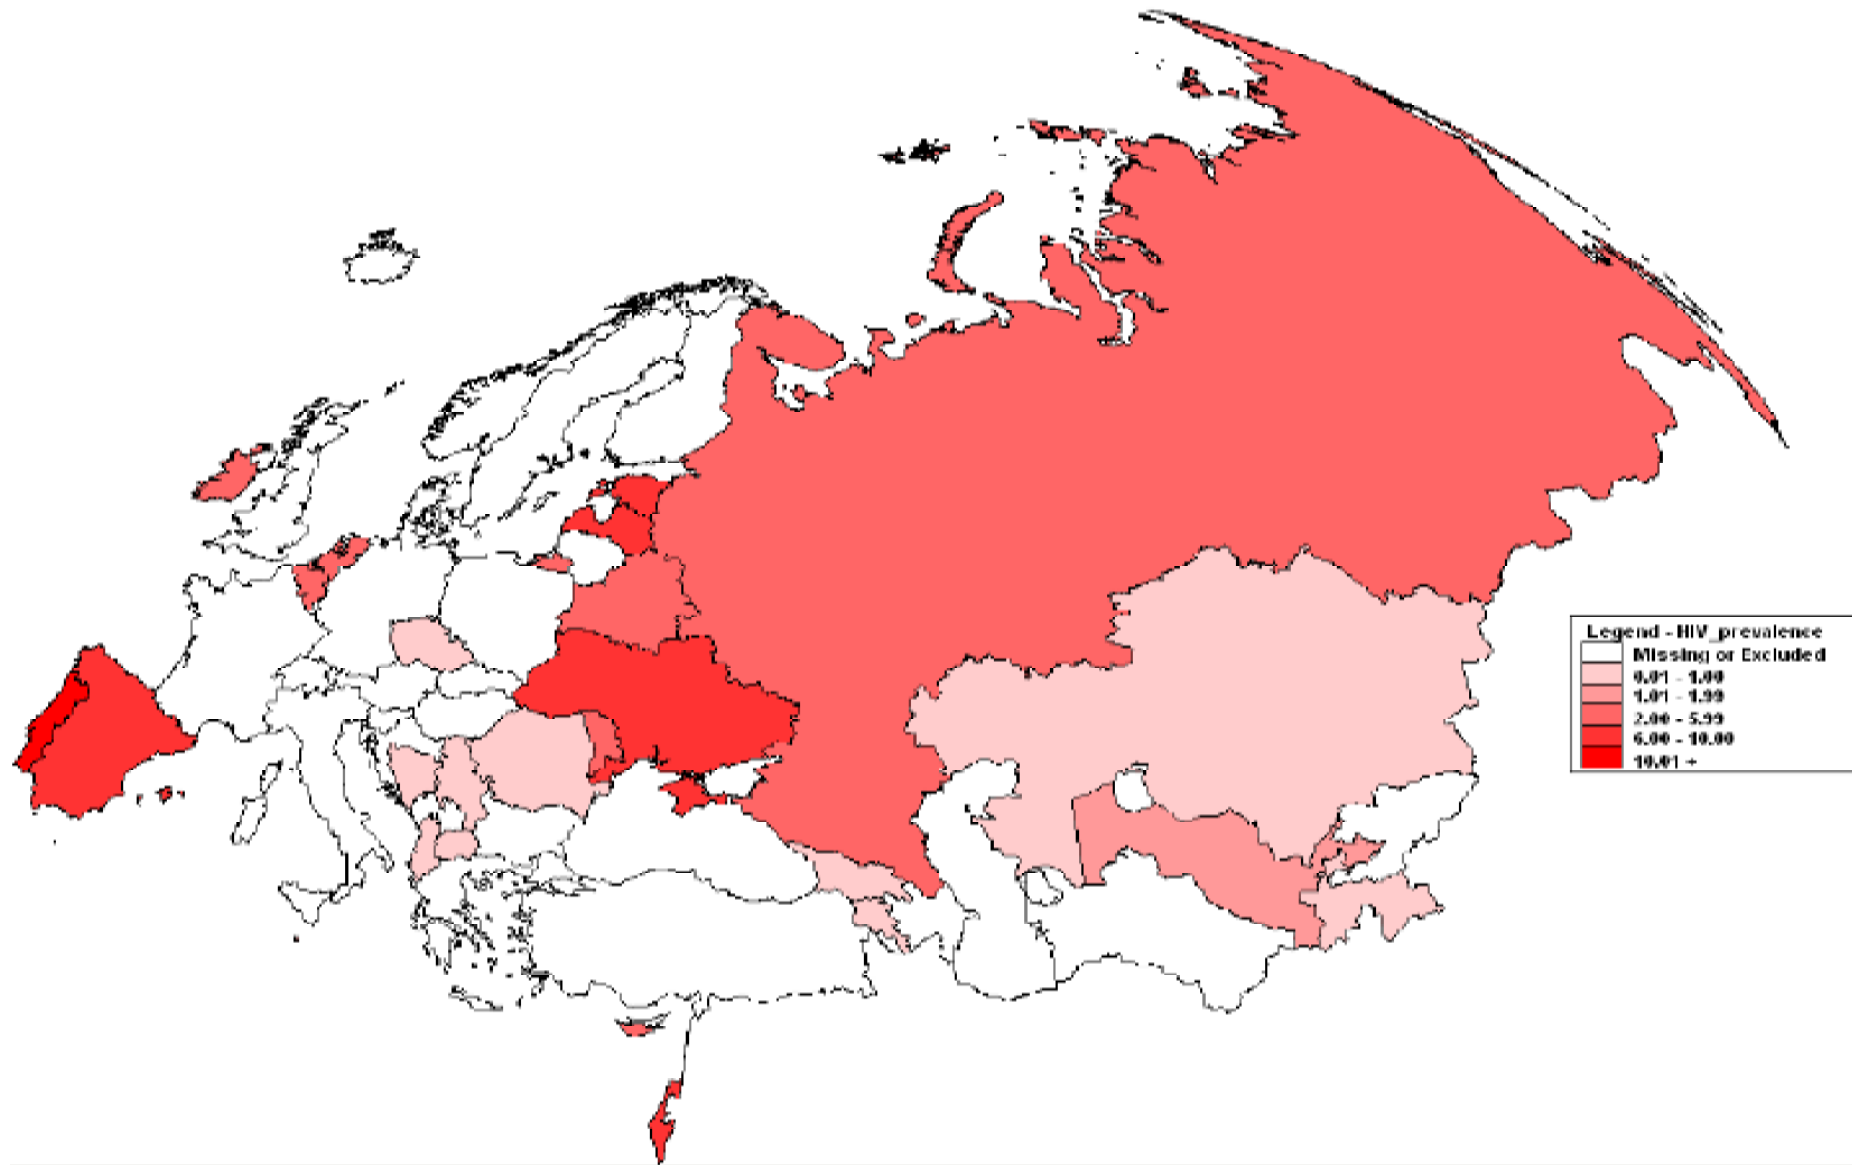 Legend - HIV_prevalence
Missing or Excluded
0.01 - 1.00
1.01 - 1.99
2.00 - 5.99
6.00 - 10.00
10.01 +